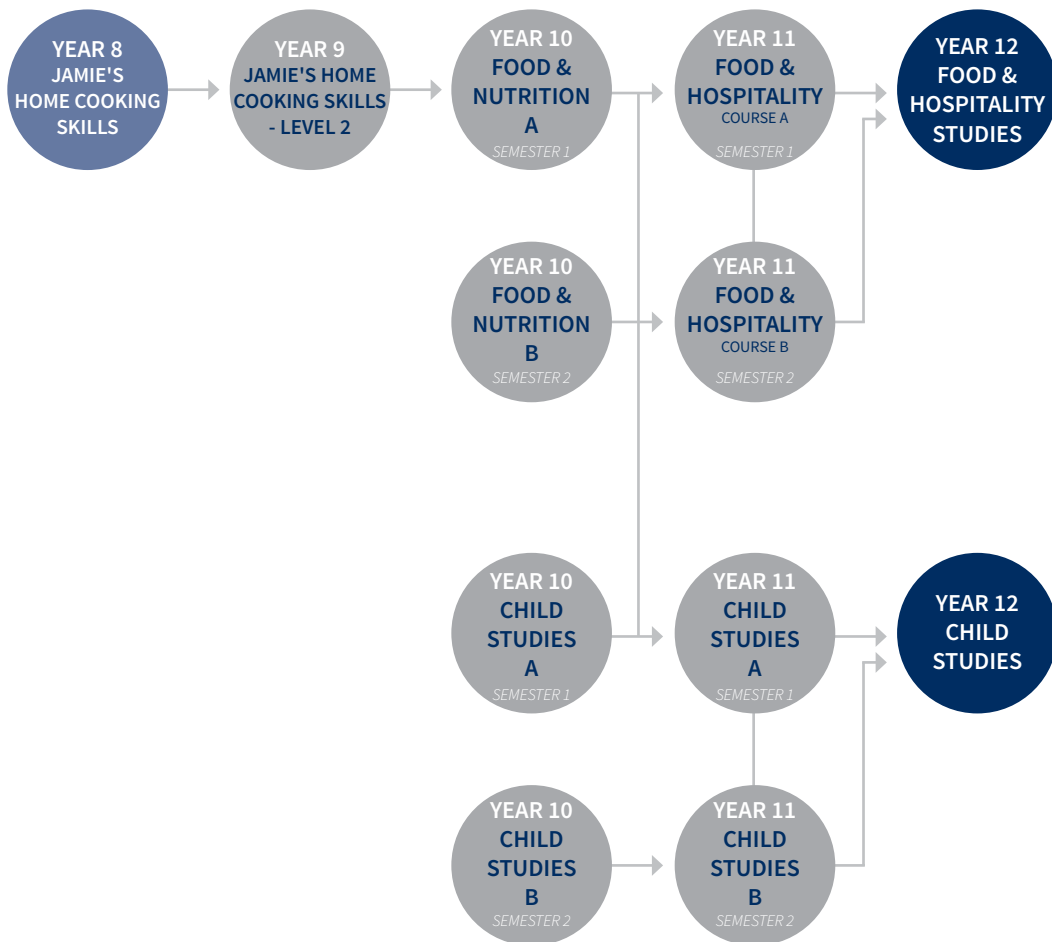 YEAR 8
JAMIE'S
HOME COOKING
SKILLS
YEAR 9
JAMIE'S HOME
COOKING SKILLS
- LEVEL 2
YEAR 10
FOOD &
NUTRITION
A
SEMESTER 1
YEAR 11
FOOD &
HOSPITALITY
COURSE A
SEMESTER 1
YEAR 12
FOOD &
HOSPITALITY
STUDIES
YEAR 10
FOOD &
NUTRITION
B
SEMESTER 2
YEAR 11
FOOD &
HOSPITALITY
COURSE B
SEMESTER 2
YEAR 10
CHILD
STUDIES
A
SEMESTER 1
YEAR 11
CHILD
STUDIES
A
SEMESTER 1
YEAR 12
CHILD
STUDIES
YEAR 10
CHILD
STUDIES
B
SEMESTER 2
YEAR 11
CHILD
STUDIES
B
SEMESTER 2